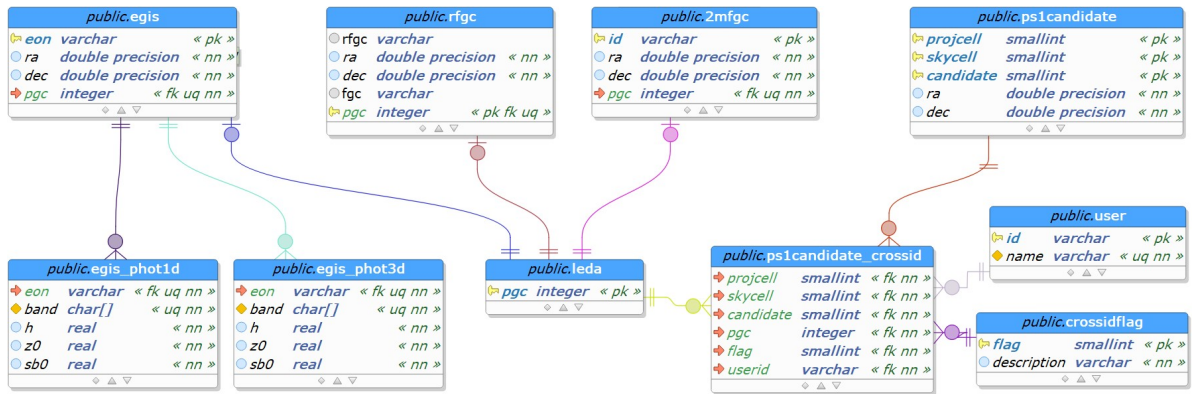 public.egis
eon varchar « pk »
ra double precision « nn »
dec double precision « nn »
pgc integer « fk uq nn »
public.rfgc
rfgc varchar
ra double precision « nn »
dec double precision « nn »
fgc varchar
pgc integer « pk fk uq »
public.2mfgc
id varchar « pk »
ra double precision « nn »
dec double precision « nn »
pgc integer « fk uq nn »
public.ps1candidate
projcell smallint « pk »
skycell smallint « pk »
candidate smallint « pk »
ra double precision « nn »
dec double precision « nn »
public.egis_phot1d
eon varchar « fk uq nn »
band char[] « uq nn »
h real « nn »
z0 real « nn »
sb0 real « nn »
public.egis_phot3d
eon varchar « fk uq nn »
band char[] « uq nn »
h real « nn »
z0 real « nn »
sb0 real « nn »
public.leda
pgc integer « pk »
public.ps1candidate_crossid
projcell smallint « fk nn »
skycell smallint « fk nn »
candidate smallint « fk nn »
pgc integer « fk nn »
flag smallint « fk nn »
userid varchar « fk nn »
public.user
id varchar « pk »
name varchar « uq nn »
public.crossidflag
flag smallint « pk »
description varchar « nn »